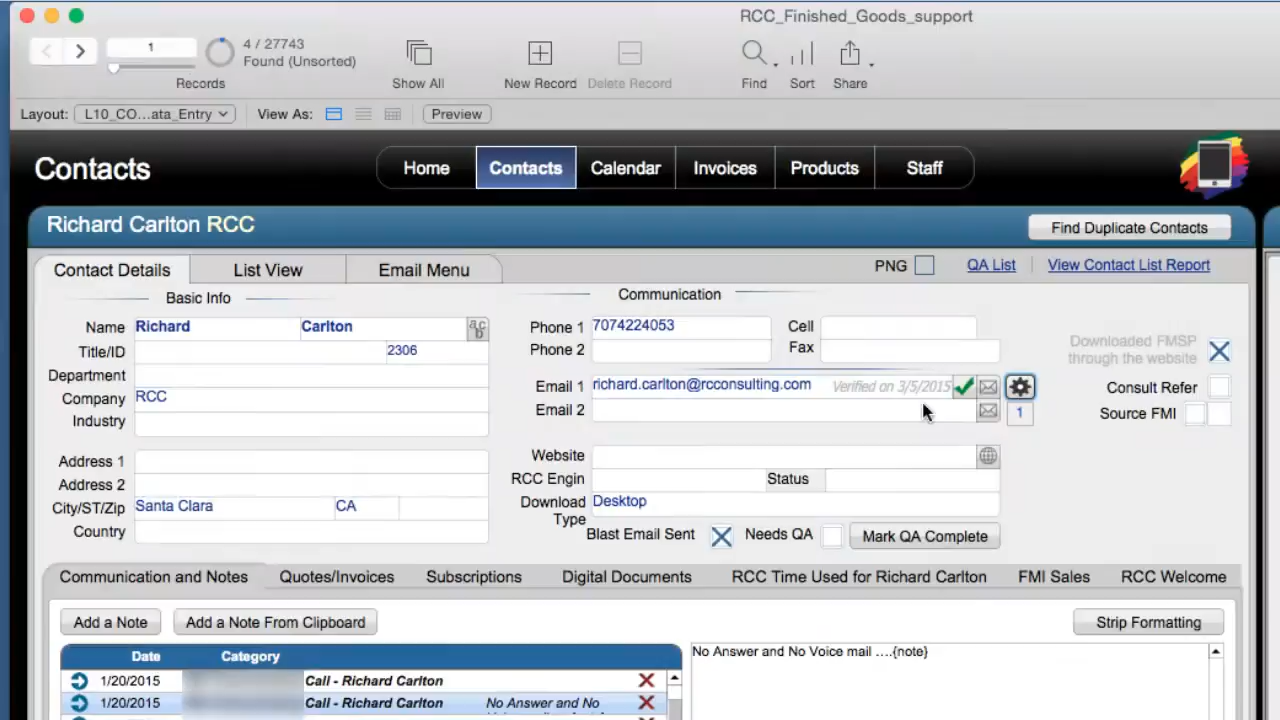 RCC_Finished_Goods_support
1
4 / 27743
Found (Unsorted)
Records
Show All
New Record
Delete Record
Find
Sort
Share
Layout: L10_CO...ata_Entry View As: Preview
Contacts
Home Contacts Calendar Invoices Products Staff
Richard Carlton RCC
Find Duplicate Contacts
Contact Details List View Email Menu
PNG QA List View Contact List Report
Basic Info
Communication
Name Richard Carlton
Title/ID 2306
Department
Company RCC
Industry
Address 1
Address 2
City/ST/Zip Santa Clara CA
Country
Phone 1 7074224053 Cell
Phone 2 Fax
Email 1 richard.carlton@rcconsulting.com Verified on 3/5/2015
Email 2 1
Website
RCC Engin Status
Download Type Desktop
Blast Email Sent Needs QA Mark QA Complete
Downloaded FMSP
through the website
Consult Refer
Source FMI
Communication and Notes Quotes/Invoices Subscriptions Digital Documents RCC Time Used for Richard Carlton FMI Sales RCC Welcome
Add a Note Add a Note From Clipboard Strip Formatting
Date Category
1/20/2015 Call - Richard Carlton
1/20/2015 Call - Richard Carlton No Answer and No
No Answer and No Voice mail ....{note}